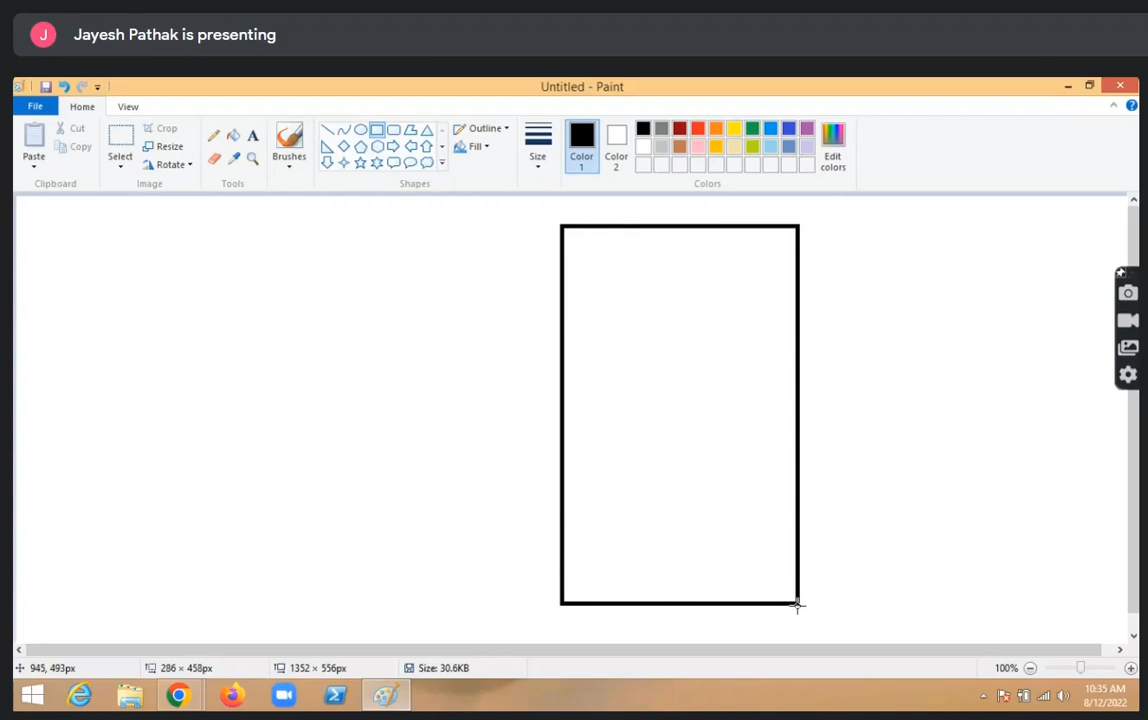 J Jayesh Pathak is presenting
Untitled - Paint
File Home View
Paste Cut Copy
Clipboard
Select Crop Resize Rotate
Image
A
Tools
Brushes
Outline Fill
Shapes
Size
Color 1 Color 2
Edit colors
Colors
945, 493px 286 × 458px 1352 × 556px Size: 30.6KB 100%
10:35 AM
8/12/2022